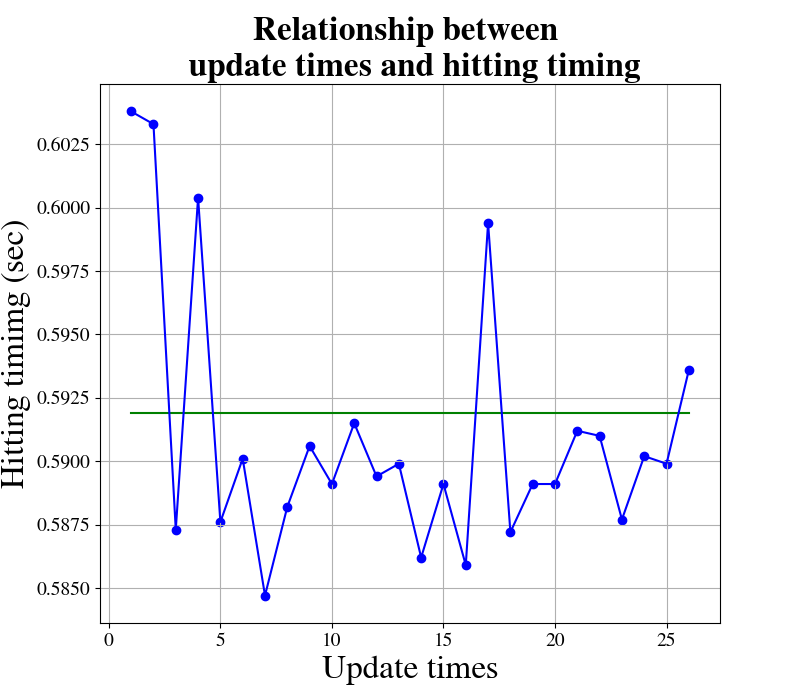 Relationship between
update times and hitting timing
Hitting timimg (sec)
0.6025
0.6000
0.5975
0.5950
0.5925
0.5900
0.5875
0.5850
0 5 10 15 20 25
Update times